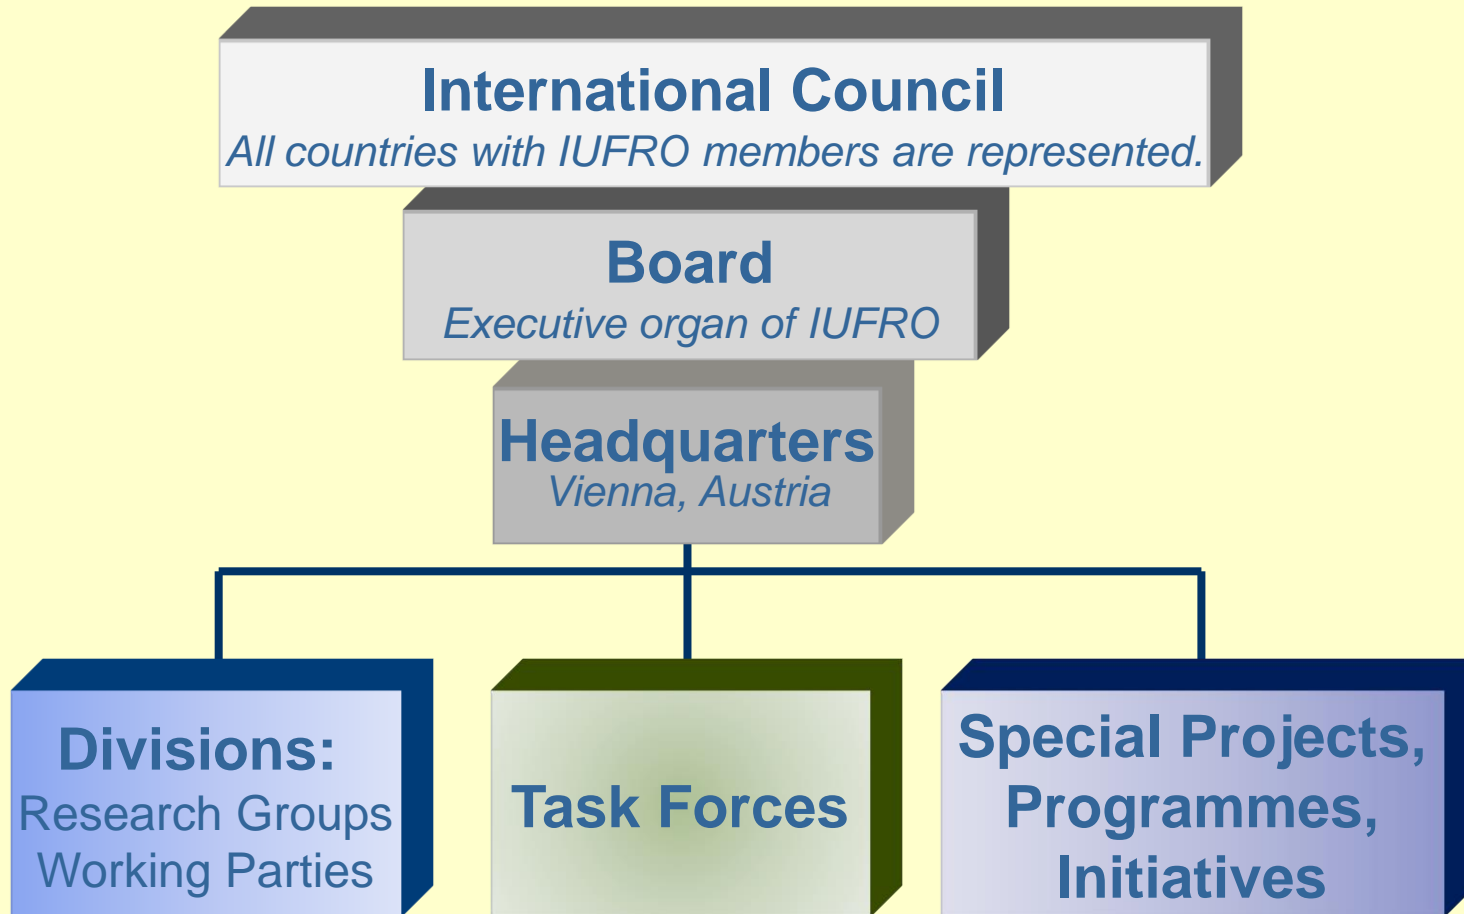 International Council
All countries with IUFRO members are represented.
Board
Executive organ of IUFRO
Headquarters
Vienna, Austria
Divisions:
Research Groups
Working Parties
Task Forces
Special Projects,
Programmes,
Initiatives